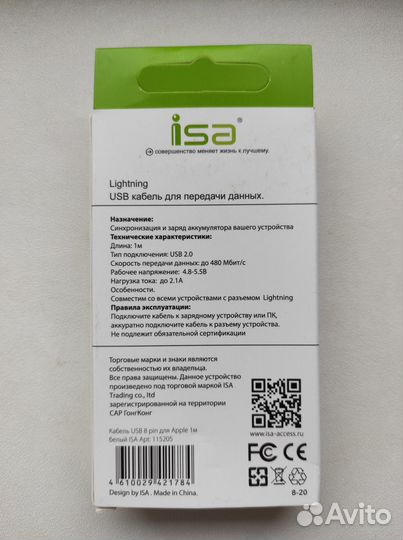 isa®
совершенство меняет жизнь к лучшему.
Lightning
USB кабель для передачи данных.
Назначение:
Синхронизация и заряд аккумулятора вашего устройства
Технические характеристики:
Длина: 1м
Тип подключения: USB 2.0
Скорость передачи данных: до 480 Мбит/с
Рабочее напряжение: 4.8-5.5В
Нагрузка тока: до 2.1А
Особенности.
Совместим со всеми устройствами с разъемом Lightning
Правила эксплуатации:
Подключите кабель к зарядному устройству или ПК,
аккуратно подключите кабель к разъему устройства.
Не подлежит обязательной сертификации
Торговые марки и знаки являются
собственностью их владельца.
Все права защищены. Данное устройство
произведено под торговой маркой ISA
Trading co., ltd
зарегистрированной на территории
САР ГонгКонг
www.isa-access.ru
Кабель USB 8 pin для Apple 1м
белый ISA Арт: 115205
FC CE
4 610029 421784
Design by ISA . Made in China.
8-20
Avito